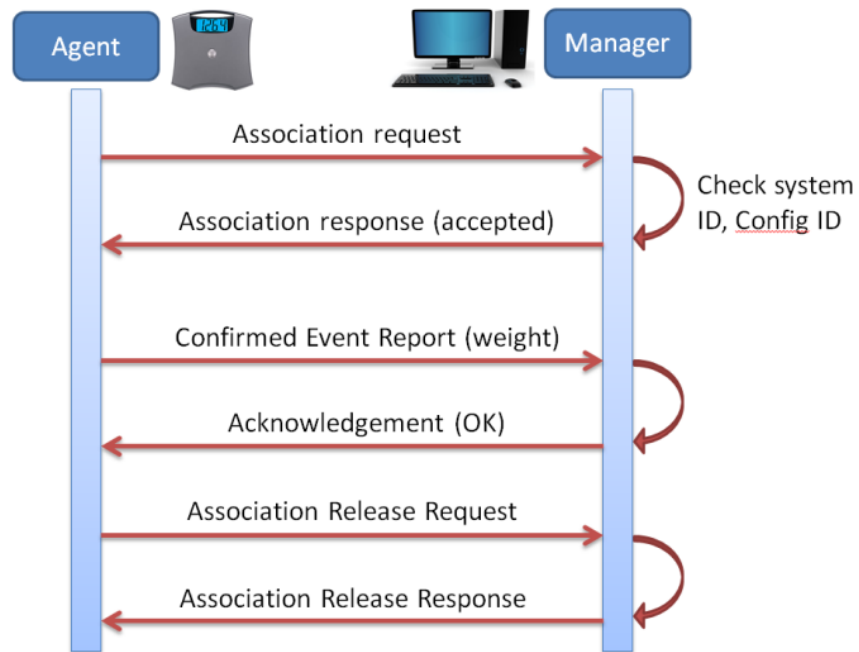 Agent
Manager
Association request
Check system
ID, Config ID
Association response (accepted)
Confirmed Event Report (weight)
Acknowledgement (OK)
Association Release Request
Association Release Response